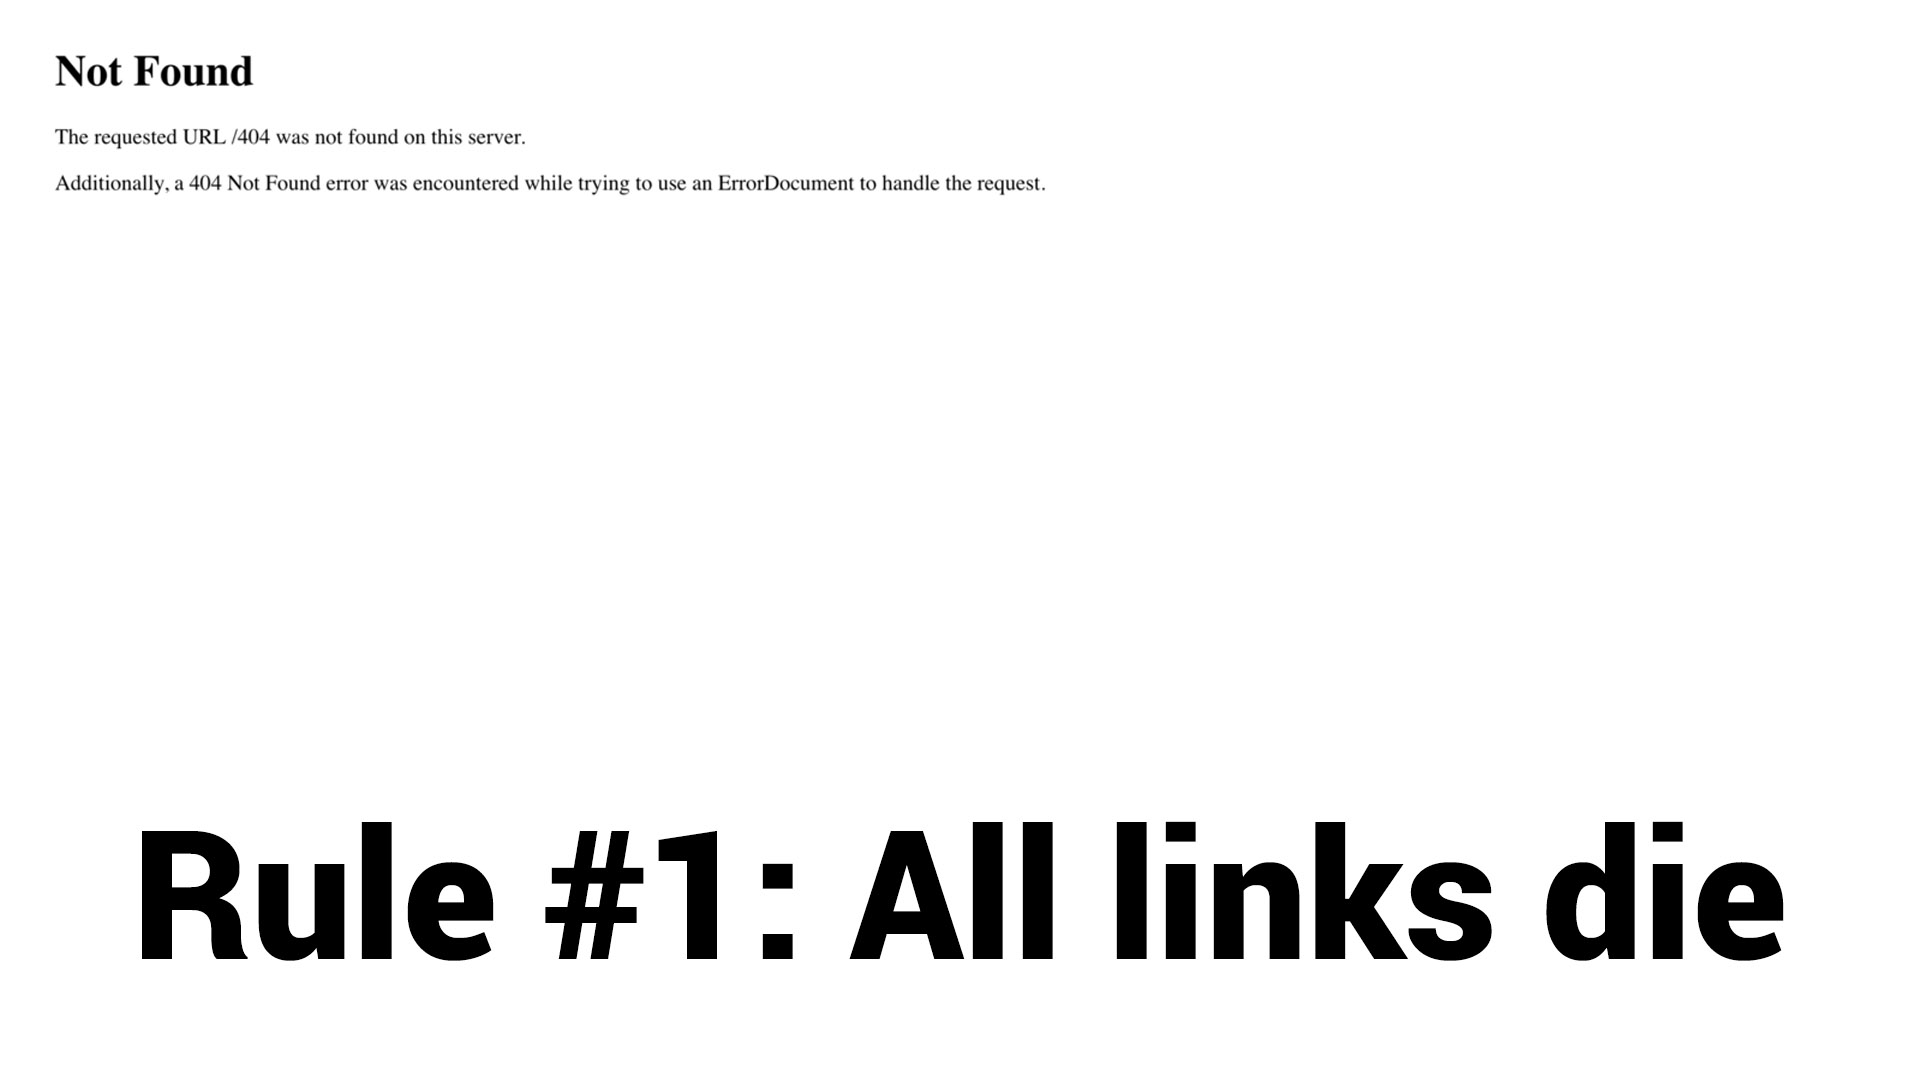 Not Found
The requested URL /404 was not found on this server.
Additionally, a 404 Not Found error was encountered while trying to use an ErrorDocument to handle the request.
Rule #1: All links die